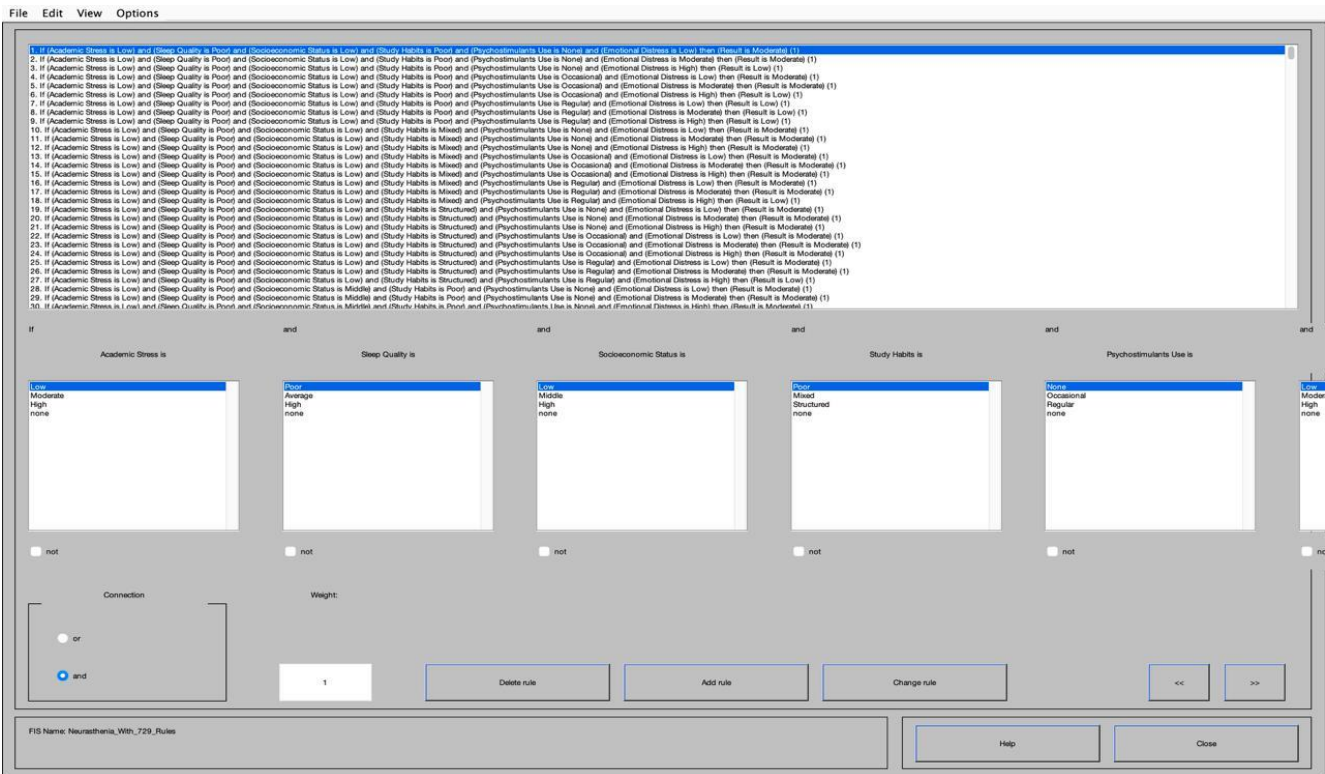 File Edit View Options
1. If (Academic Stress is Low) and (Sleep Quality is Poor) and (Socioeconomic Status is Low) and (Study Habits is Poor) and (Psychostimulants Use is None) and (Emotional Distress is Low) then (Result is Moderate) (1)
2. If (Academic Stress is Low) and (Sleep Quality is Poor) and (Socioeconomic Status is Low) and (Study Habits is Poor) and (Psychostimulants Use is None) and (Emotional Distress is Moderate) then (Result is Moderate) (1)
3. If (Academic Stress is Low) and (Sleep Quality is Poor) and (Socioeconomic Status is Low) and (Study Habits is Poor) and (Psychostimulants Use is None) and (Emotional Distress is High) then (Result is Low) (1)
4. If (Academic Stress is Low) and (Sleep Quality is Poor) and (Socioeconomic Status is Low) and (Study Habits is Poor) and (Psychostimulants Use is Occasional) and (Emotional Distress is Low) then (Result is Moderate) (1)
5. If (Academic Stress is Low) and (Sleep Quality is Poor) and (Socioeconomic Status is Low) and (Study Habits is Poor) and (Psychostimulants Use is Occasional) and (Emotional Distress is Moderate) then (Result is Moderate) (1)
6. If (Academic Stress is Low) and (Sleep Quality is Poor) and (Socioeconomic Status is Low) and (Study Habits is Poor) and (Psychostimulants Use is Occasional) and (Emotional Distress is High) then (Result is Low) (1)
7. If (Academic Stress is Low) and (Sleep Quality is Poor) and (Socioeconomic Status is Low) and (Study Habits is Poor) and (Psychostimulants Use is Regular) and (Emotional Distress is Low) then (Result is Low) (1)
8. If (Academic Stress is Low) and (Sleep Quality is Poor) and (Socioeconomic Status is Low) and (Study Habits is Poor) and (Psychostimulants Use is Regular) and (Emotional Distress is Moderate) then (Result is Low) (1)
9. If (Academic Stress is Low) and (Sleep Quality is Poor) and (Socioeconomic Status is Low) and (Study Habits is Poor) and (Psychostimulants Use is Regular) and (Emotional Distress is High) then (Result is Low) (1)
10. If (Academic Stress is Low) and (Sleep Quality is Poor) and (Socioeconomic Status is Low) and (Study Habits is Mixed) and (Psychostimulants Use is None) and (Emotional Distress is Low) then (Result is Moderate) (1)
11. If (Academic Stress is Low) and (Sleep Quality is Poor) and (Socioeconomic Status is Low) and (Study Habits is Mixed) and (Psychostimulants Use is None) and (Emotional Distress is Moderate) then (Result is Moderate) (1)
12. If (Academic Stress is Low) and (Sleep Quality is Poor) and (Socioeconomic Status is Low) and (Study Habits is Mixed) and (Psychostimulants Use is None) and (Emotional Distress is High) then (Result is Moderate) (1)
13. If (Academic Stress is Low) and (Sleep Quality is Poor) and (Socioeconomic Status is Low) and (Study Habits is Mixed) and (Psychostimulants Use is Occasional) and (Emotional Distress is Low) then (Result is Moderate) (1)
14. If (Academic Stress is Low) and (Sleep Quality is Poor) and (Socioeconomic Status is Low) and (Study Habits is Mixed) and (Psychostimulants Use is Occasional) and (Emotional Distress is Moderate) then (Result is Moderate) (1)
15. If (Academic Stress is Low) and (Sleep Quality is Poor) and (Socioeconomic Status is Low) and (Study Habits is Mixed) and (Psychostimulants Use is Occasional) and (Emotional Distress is High) then (Result is Moderate) (1)
16. If (Academic Stress is Low) and (Sleep Quality is Poor) and (Socioeconomic Status is Low) and (Study Habits is Mixed) and (Psychostimulants Use is Regular) and (Emotional Distress is Low) then (Result is Moderate) (1)
17. If (Academic Stress is Low) and (Sleep Quality is Poor) and (Socioeconomic Status is Low) and (Study Habits is Mixed) and (Psychostimulants Use is Regular) and (Emotional Distress is Moderate) then (Result is Moderate) (1)
18. If (Academic Stress is Low) and (Sleep Quality is Poor) and (Socioeconomic Status is Low) and (Study Habits is Mixed) and (Psychostimulants Use is Regular) and (Emotional Distress is High) then (Result is Low) (1)
19. If (Academic Stress is Low) and (Sleep Quality is Poor) and (Socioeconomic Status is Low) and (Study Habits is Structured) and (Psychostimulants Use is None) and (Emotional Distress is Low) then (Result is Moderate) (1)
20. If (Academic Stress is Low) and (Sleep Quality is Poor) and (Socioeconomic Status is Low) and (Study Habits is Structured) and (Psychostimulants Use is None) and (Emotional Distress is Moderate) then (Result is Moderate) (1)
21. If (Academic Stress is Low) and (Sleep Quality is Poor) and (Socioeconomic Status is Low) and (Study Habits is Structured) and (Psychostimulants Use is None) and (Emotional Distress is High) then (Result is Moderate) (1)
22. If (Academic Stress is Low) and (Sleep Quality is Poor) and (Socioeconomic Status is Low) and (Study Habits is Structured) and (Psychostimulants Use is Occasional) and (Emotional Distress is Low) then (Result is Moderate) (1)
23. If (Academic Stress is Low) and (Sleep Quality is Poor) and (Socioeconomic Status is Low) and (Study Habits is Structured) and (Psychostimulants Use is Occasional) and (Emotional Distress is Moderate) then (Result is Moderate) (1)
24. If (Academic Stress is Low) and (Sleep Quality is Poor) and (Socioeconomic Status is Low) and (Study Habits is Structured) and (Psychostimulants Use is Occasional) and (Emotional Distress is High) then (Result is Moderate) (1)
25. If (Academic Stress is Low) and (Sleep Quality is Poor) and (Socioeconomic Status is Low) and (Study Habits is Structured) and (Psychostimulants Use is Regular) and (Emotional Distress is Low) then (Result is Moderate) (1)
26. If (Academic Stress is Low) and (Sleep Quality is Poor) and (Socioeconomic Status is Low) and (Study Habits is Structured) and (Psychostimulants Use is Regular) and (Emotional Distress is Moderate) then (Result is Moderate) (1)
27. If (Academic Stress is Low) and (Sleep Quality is Poor) and (Socioeconomic Status is Low) and (Study Habits is Structured) and (Psychostimulants Use is Regular) and (Emotional Distress is High) then (Result is Low) (1)
28. If (Academic Stress is Low) and (Sleep Quality is Poor) and (Socioeconomic Status is Middle) and (Study Habits is Poor) and (Psychostimulants Use is None) and (Emotional Distress is Low) then (Result is Moderate) (1)
29. If (Academic Stress is Low) and (Sleep Quality is Poor) and (Socioeconomic Status is Middle) and (Study Habits is Poor) and (Psychostimulants Use is None) and (Emotional Distress is Moderate) then (Result is Moderate) (1)
30. If (Academic Stress is Low) and (Sleep Quality is Poor) and (Socioeconomic Status is Middle) and (Study Habits is Poor) and (Psychostimulants Use is None) and (Emotional Distress is High) then (Result is Moderate) (1)
If and and and and and
Academic Stress is Sleep Quality is Socioeconomic Status is Study Habits is Psychostimulants Use is
Low Poor Low Poor None Low
Moderate Average Middle Mixed Occasional Moder
High High High Structured Regular High
none none none none none none
not not not not not no
Connection Weight:
or
and 1 Delete rule Add rule Change rule << >>
FIS Name: Neurasthenia_With_729_Rules Help Close